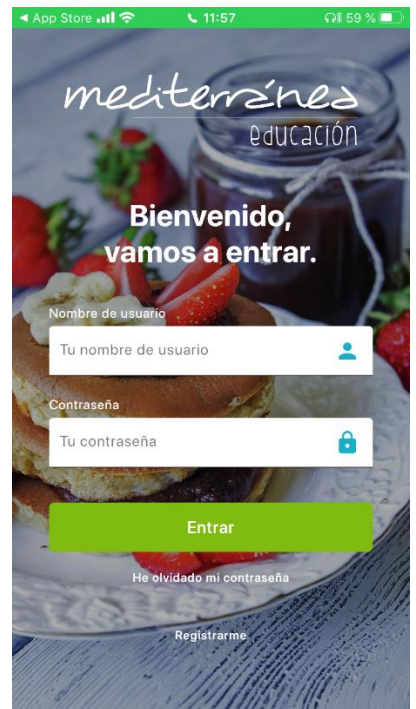 App Store 11:57 59 %
mediterránea
educación
Bienvenido,
vamos a entrar.
Nombre de usuario
Tu nombre de usuario
Contraseña
Tu contraseña
Entrar
He olvidado mi contraseña
Registrarme